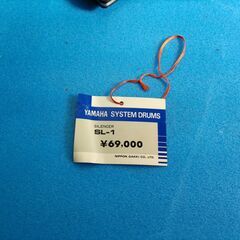 YAMAHA SYSTEM DRUMS
SILENCER
SL-1
¥69.000
NIPPON GAKKI CO., LTD.